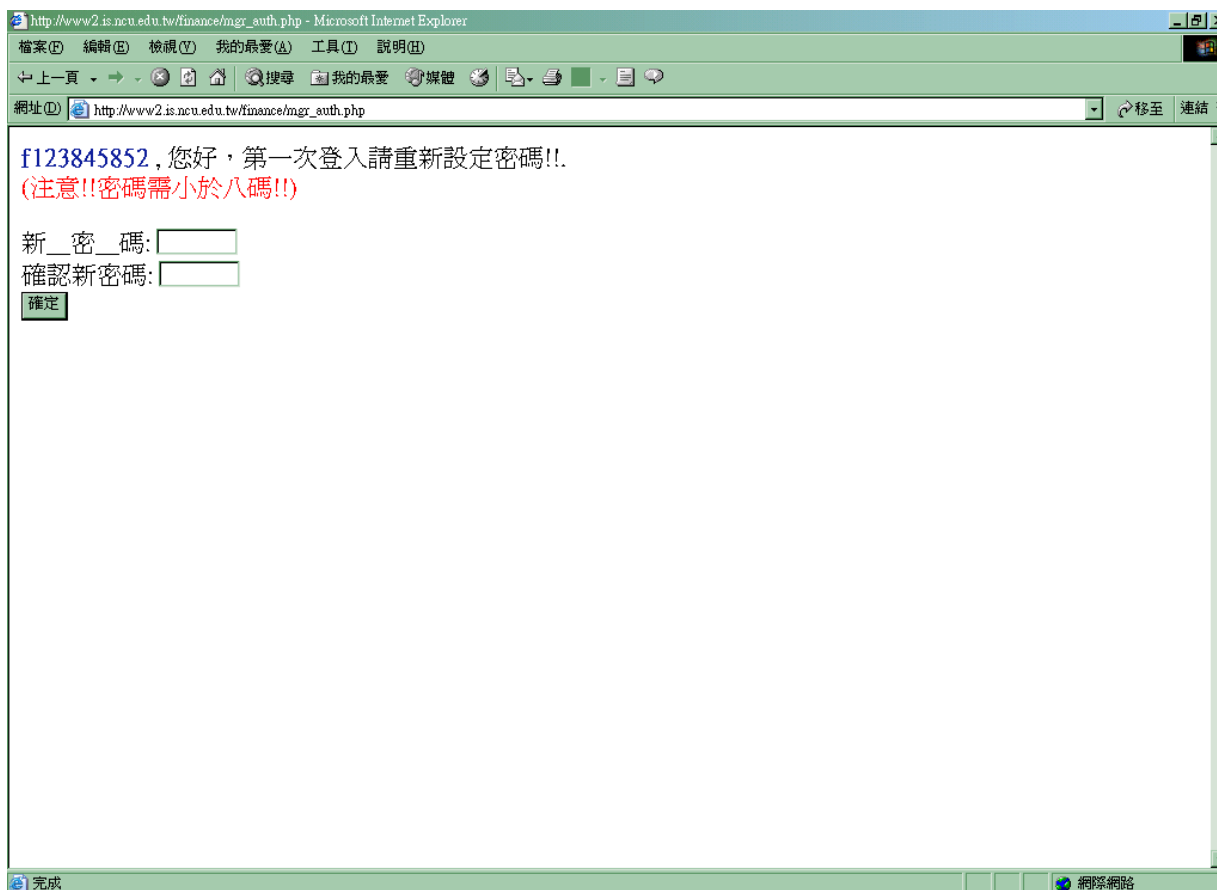 http://www2.is.ncu.edu.tw/finance/mgr_auth.php - Microsoft Internet Explorer
檔案(F) 編輯(E) 檢視(V) 我的最愛(A) 工具(T) 說明(H)
上一頁 搜尋 我的最愛 媒體
網址(D) http://www2.is.ncu.edu.tw/finance/mgr_auth.php 移至 連結
f123845852 , 您好，第一次登入請重新設定密碼!!.
(注意!!密碼需小於八碼!!)
新__密__碼:
確認新密碼:
確定
完成 網際網路